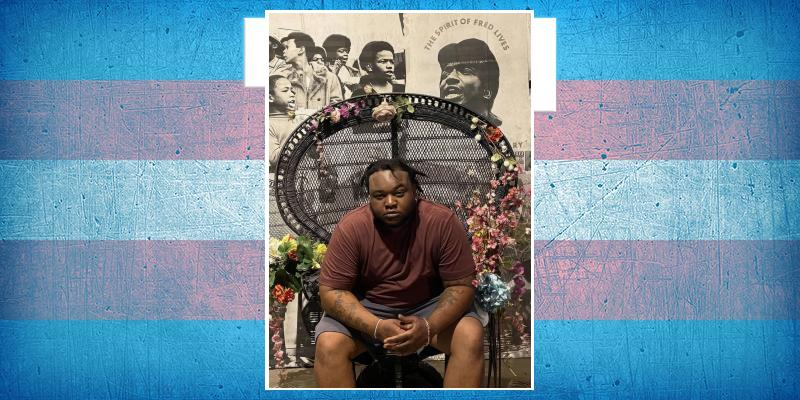 THE SPIRIT OF FRED LIVES